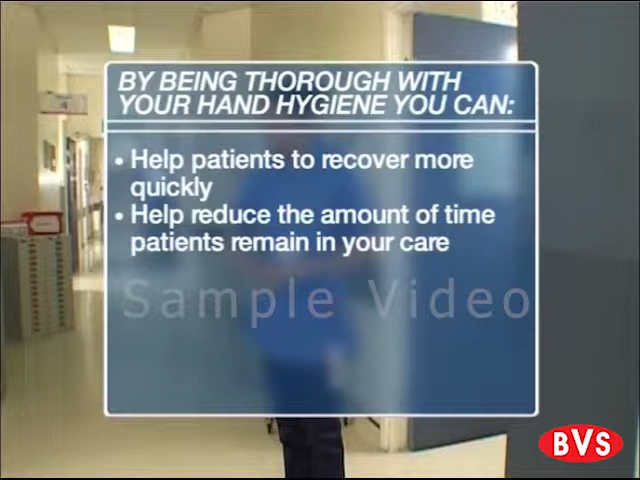 BY BEING THOROUGH WITH
YOUR HAND HYGIENE YOU CAN:
• Help patients to recover more
quickly
• Help reduce the amount of time
patients remain in your care
Sample Video
BVS